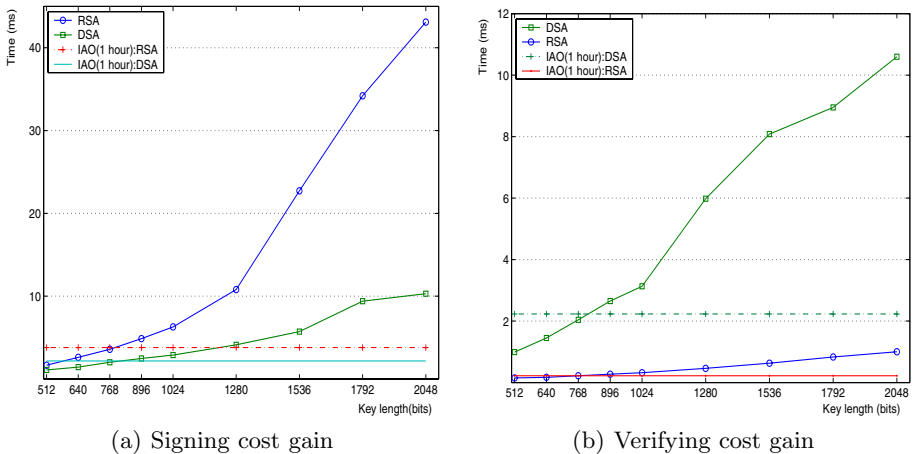 Time (ms)
RSA
DSA
IAO(1 hour):RSA
IAO(1 hour):DSA
40
30
20
10
512 640 768 896 1024 1280 1536 1792 2048
Key length(bits)
(a) Signing cost gain
Time (ms)
12
DSA
RSA
IAO(1 hour):DSA
IAO(1 hour):RSA
10
8
6
4
2
512 640 768 896 1024 1280 1536 1792 2048
Key length (bits)
(b) Verifying cost gain